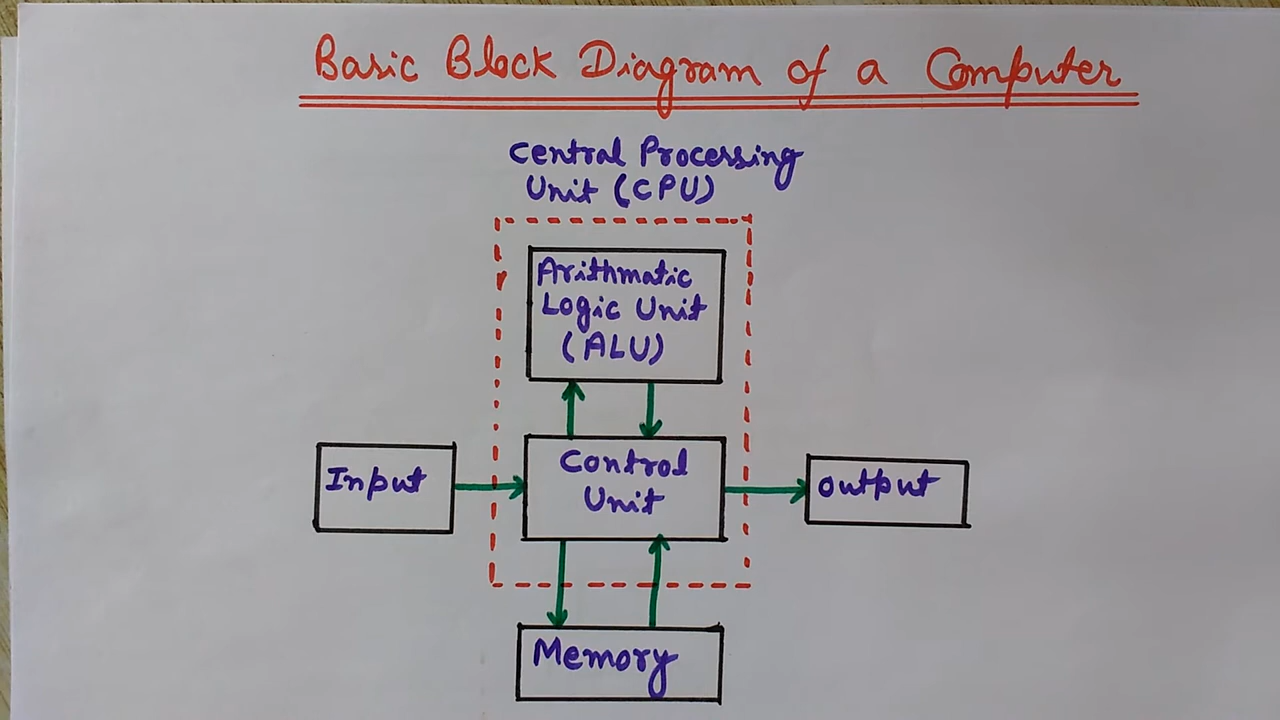 Basic Block Diagram of a Computer
Central Processing
Unit (CPU)
Arithmatic
Logic Unit
(ALU)
Input
Control
Unit
output
Memory